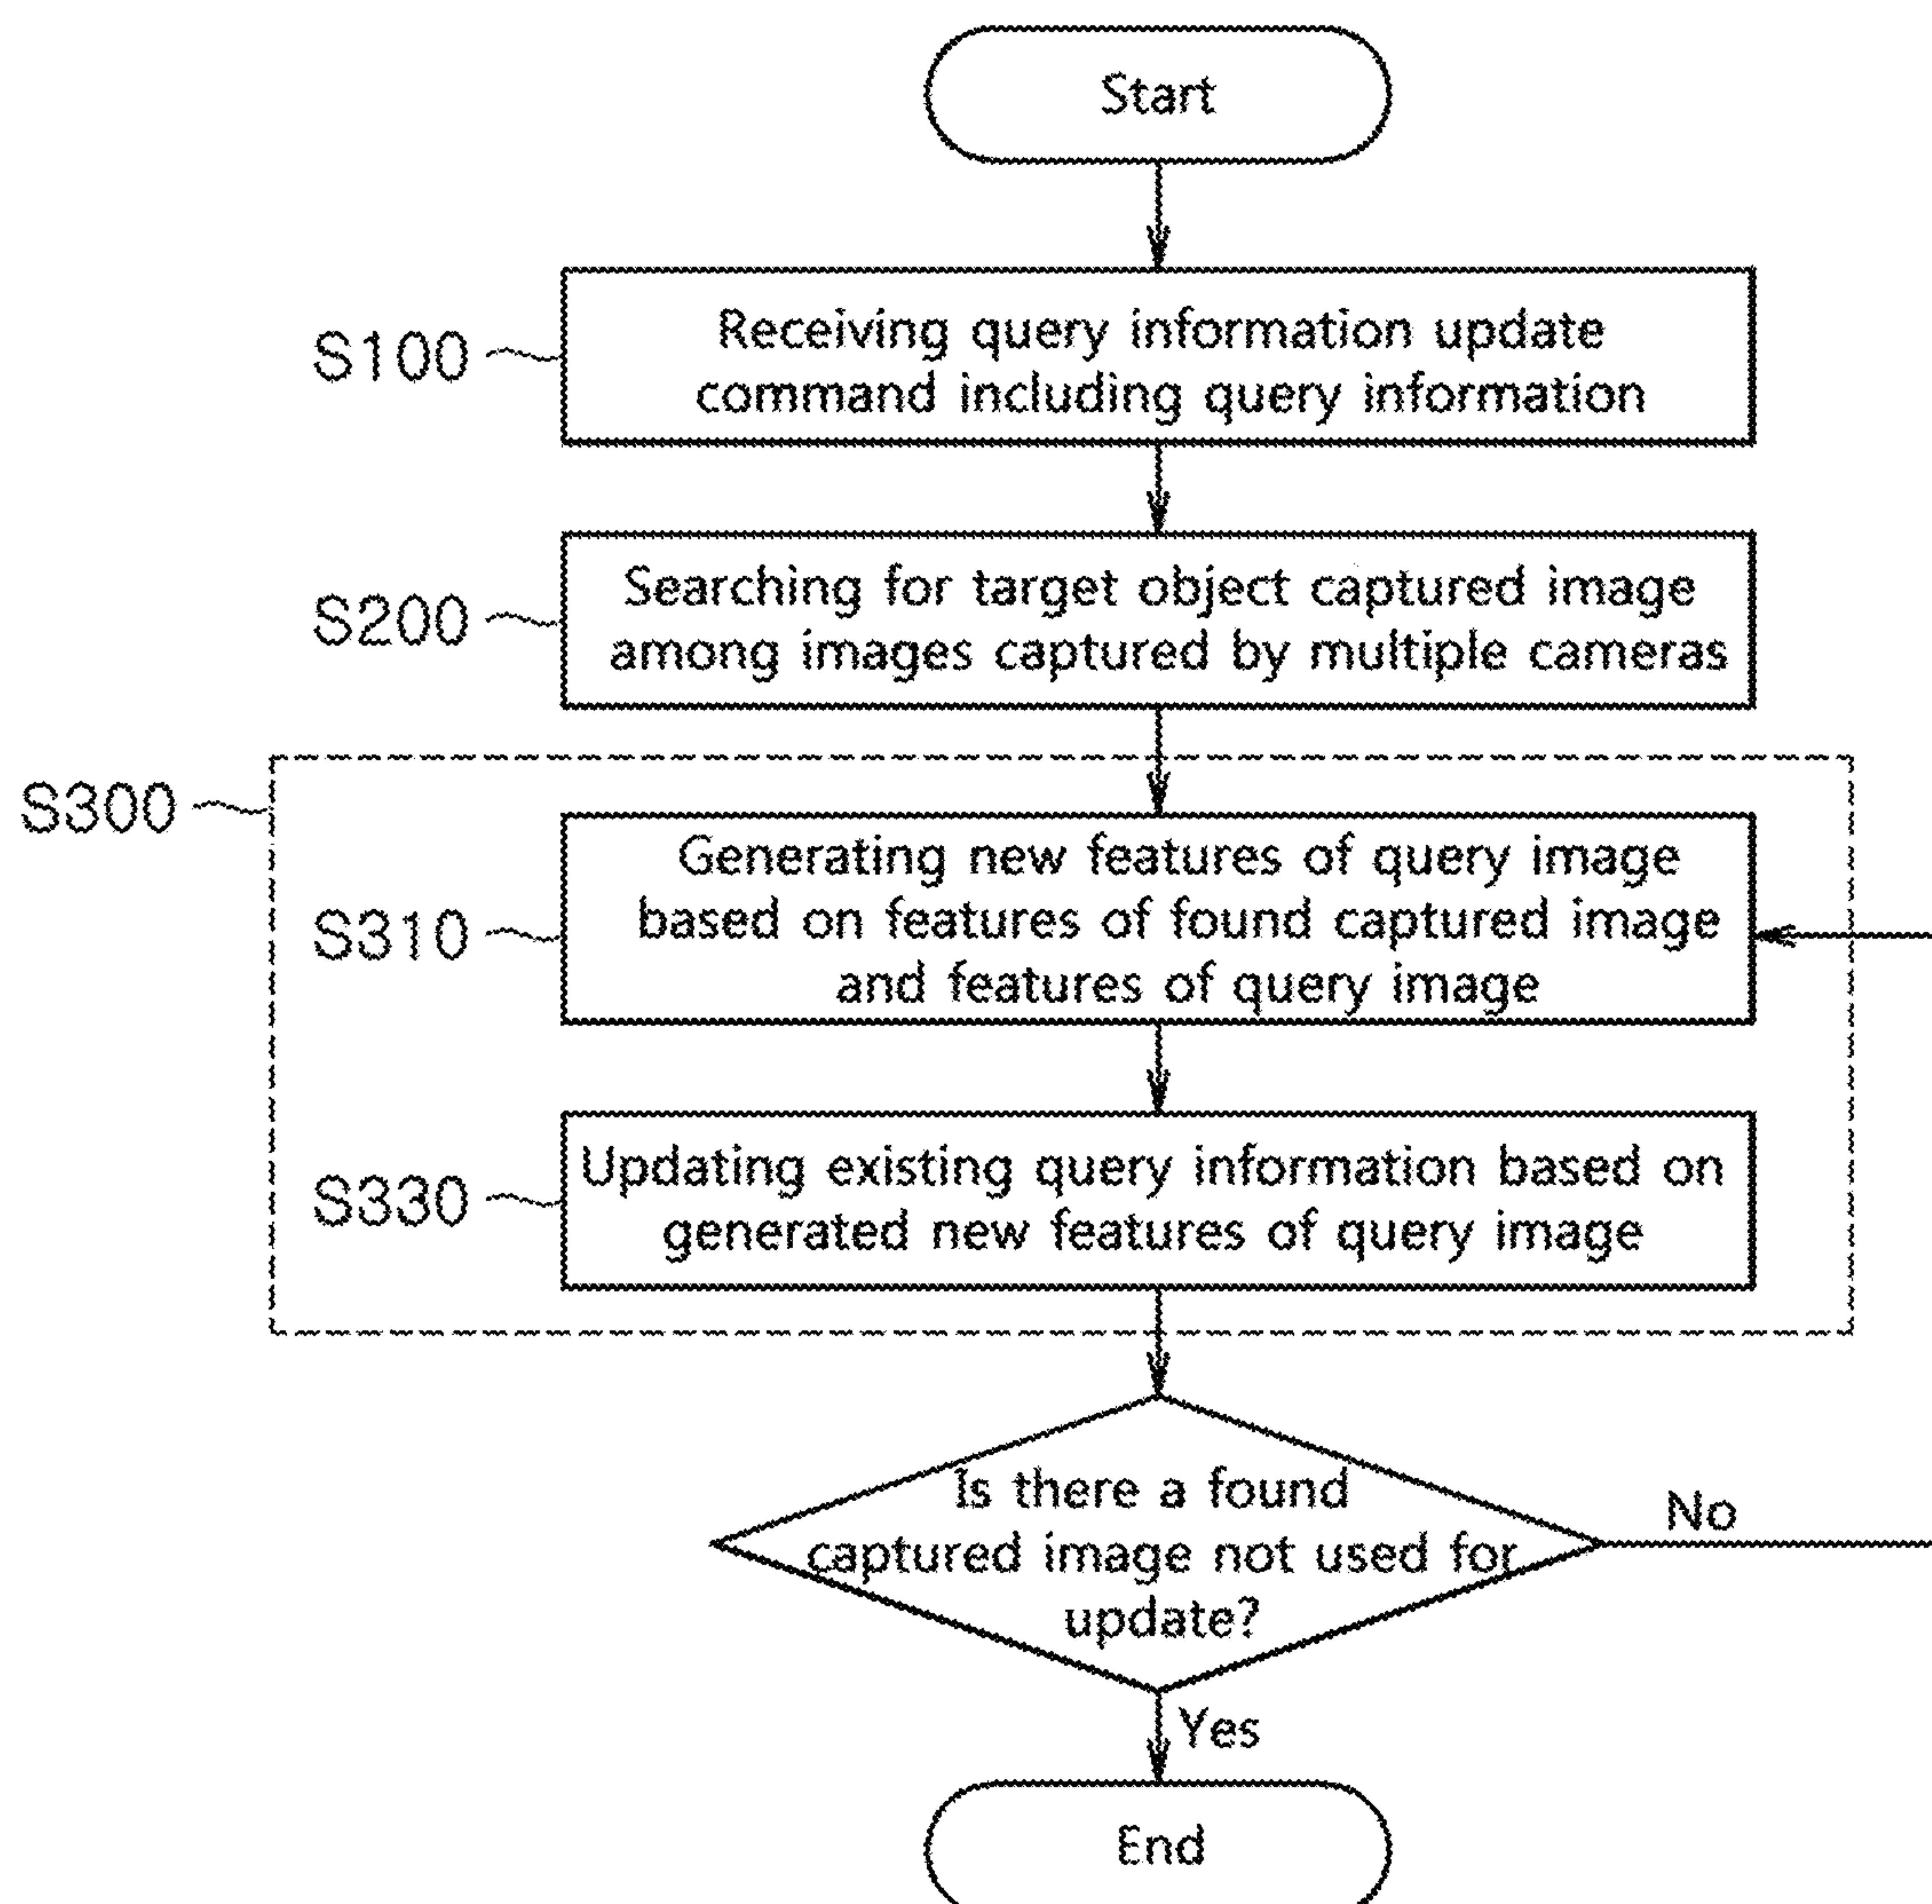 Start
S100
Receiving query information update
command including query information
S200
Searching for target object captured image
among images captured by multiple cameras
S300
S310
Generating new features of query image
based on features of found captured image
and features of query image
S330
Updating existing query information based on
generated new features of query image
Is there a found
captured image not used for
update?
No
Yes
End